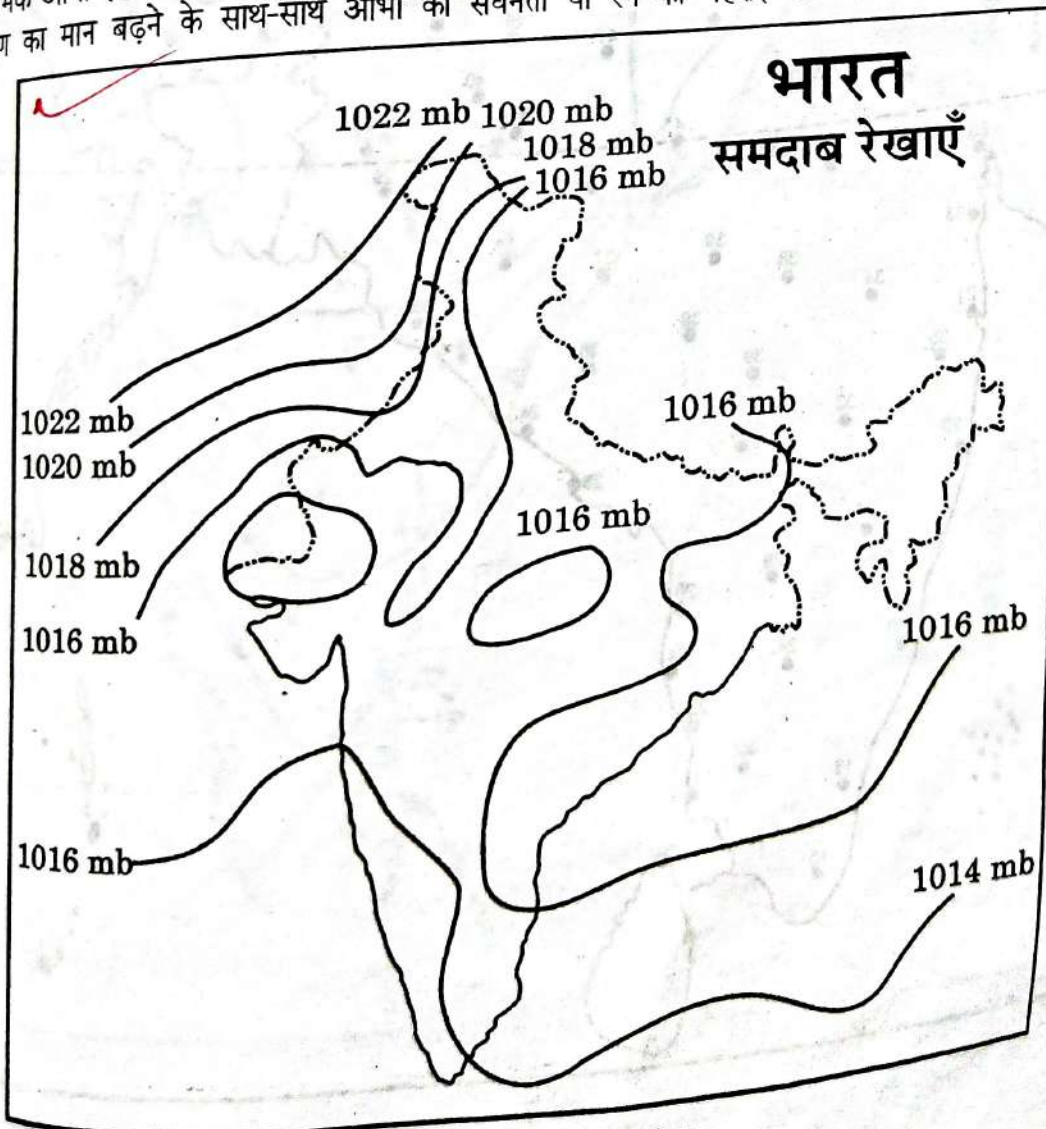 का मान बढ़ने के साथ-साथ आभा की सघनता या
भारत
समदाब रेखाएँ
1022 mb 1020 mb
1018 mb
1016 mb
1022 mb
1020 mb
1018 mb
1016 mb
1016 mb
1016 mb
1016 mb
1016 mb
1014 mb